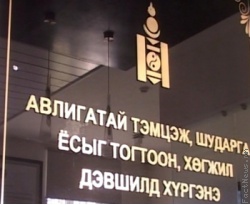 АВЛИГАТАЙ ТЭМЦЭЖ, ШУДАРГА
ЁСЫГ ТОГТООН, ХӨГЖИЛ
ДЭВШИЛД ХҮРГЭНЭ